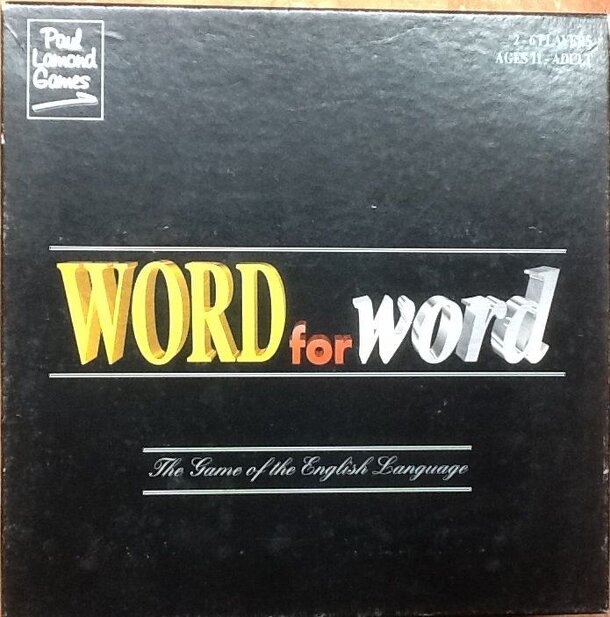 Paul
Lamond
Games
2 - 6 PLAYERS
AGES 11 - ADULT
WORD for word
The Game of the English Language